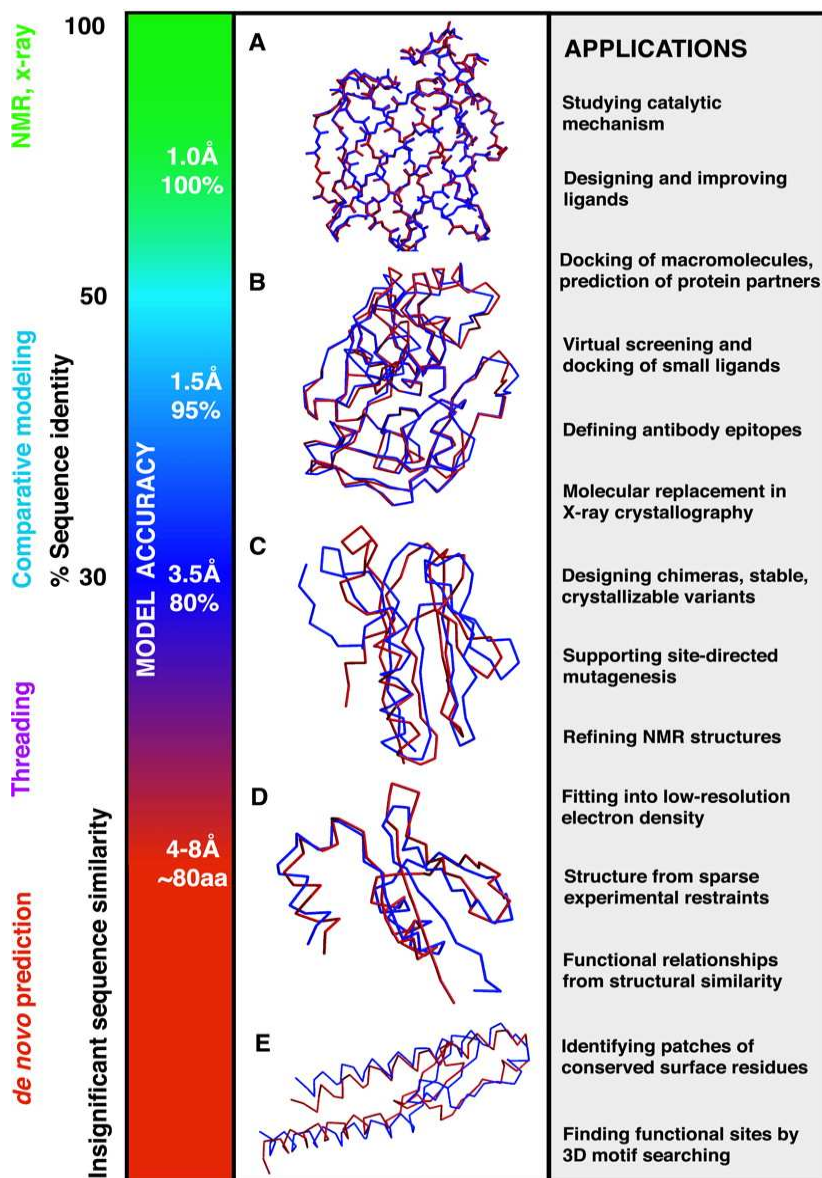 100
50
30
NMR, x-ray
Comparative modeling
Threading
de novo prediction
% Sequence identity
Insignificant sequence similarity
MODEL ACCURACY
1.0Å
100%
1.5Å
95%
3.5Å
80%
4-8Å
~80aa
A
B
C
D
E
APPLICATIONS
Studying catalytic
mechanism
Designing and improving
ligands
Docking of macromolecules,
prediction of protein partners
Virtual screening and
docking of small ligands
Defining antibody epitopes
Molecular replacement in
X-ray crystallography
Designing chimeras, stable,
crystallizable variants
Supporting site-directed
mutagenesis
Refining NMR structures
Fitting into low-resolution
electron density
Structure from sparse
experimental restraints
Functional relationships
from structural similarity
Identifying patches of
conserved surface residues
Finding functional sites by
3D motif searching